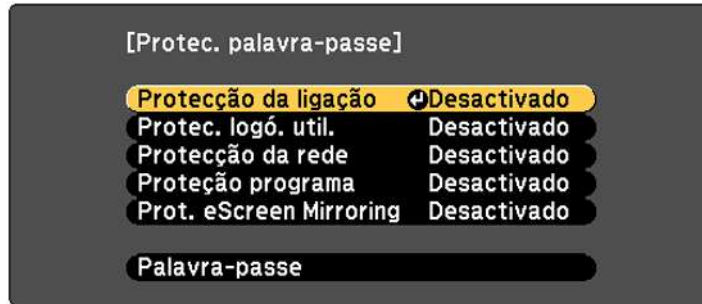 [Protec. palavra-passe]
Protecção da ligação Desactivado
Protec. logó. util. Desactivado
Protecção da rede Desactivado
Proteção programa Desactivado
Prot. eScreen Mirroring Desactivado
Palavra-passe